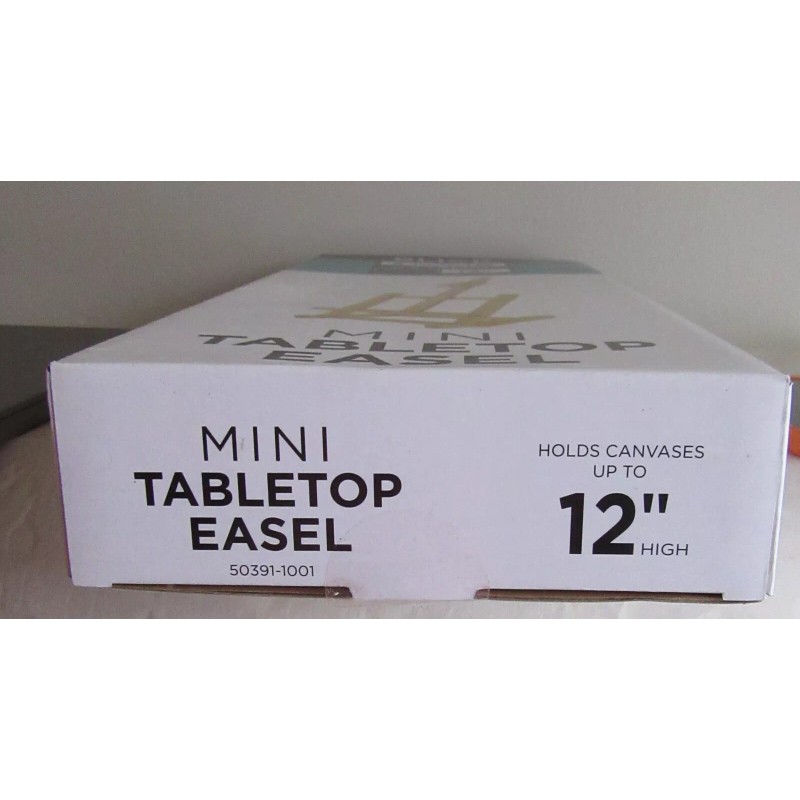 MINI
TABLETOP
EASEL
MINI
TABLETOP
EASEL
50391-1001
HOLDS CANVASES
UP TO
12"
HIGH